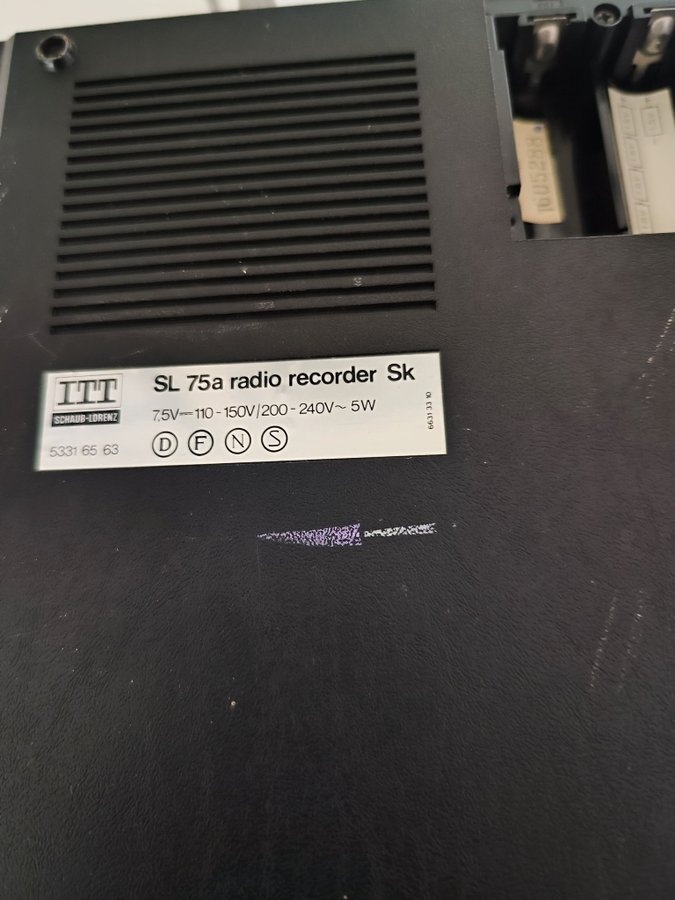 1605288
ITT
SCHAUB-LORENZ
5331 65 63
SL 75a radio recorder Sk
7,5V⎓110-150V/200-240V~ 5W
D F N S
6631 33 10